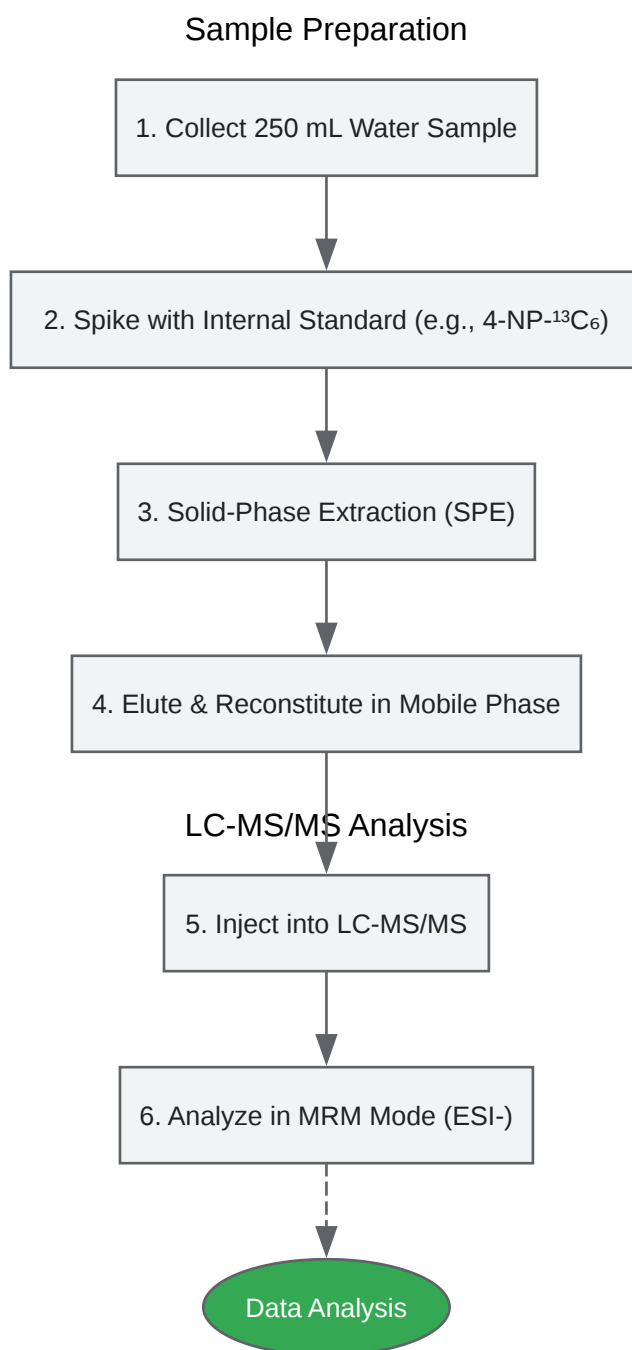 Sample Preparation
1. Collect 250 mL Water Sample
2. Spike with Internal Standard (e.g., 4-NP-¹³C₆)
3. Solid-Phase Extraction (SPE)
4. Elute & Reconstitute in Mobile Phase
LC-MS/MS Analysis
5. Inject into LC-MS/MS
6. Analyze in MRM Mode (ESI-)
Data Analysis